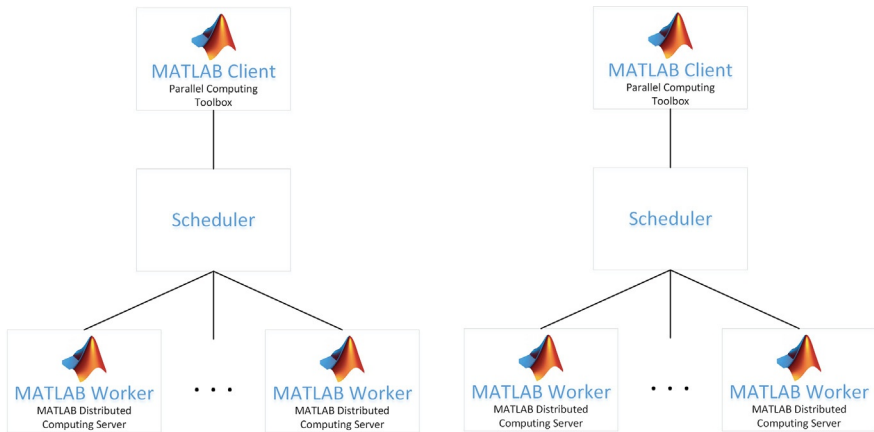 MATLAB Client
Parallel Computing
Toolbox
Scheduler
MATLAB Worker
MATLAB Distributed
Computing Server
. . .
MATLAB Worker
MATLAB Distributed
Computing Server
MATLAB Client
Parallel Computing
Toolbox
Scheduler
MATLAB Worker
MATLAB Distributed
Computing Server
. . .
MATLAB Worker
MATLAB Distributed
Computing Server